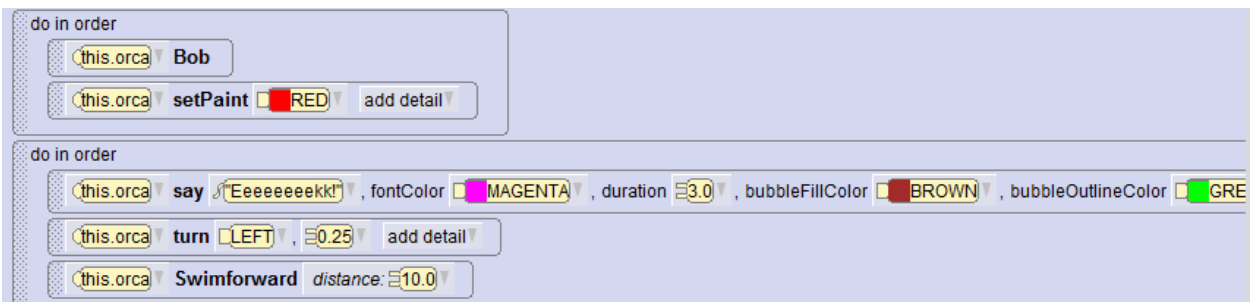 do in order
this.orca Bob
this.orca setPaint RED add detail
do in order
this.orca say "Eeeeeeeekk!" , fontColor MAGENTA , duration 3.0 , bubbleFillColor BROWN , bubbleOutlineColor GRE
this.orca turn LEFT , 0.25 add detail
this.orca Swimforward distance: 10.0